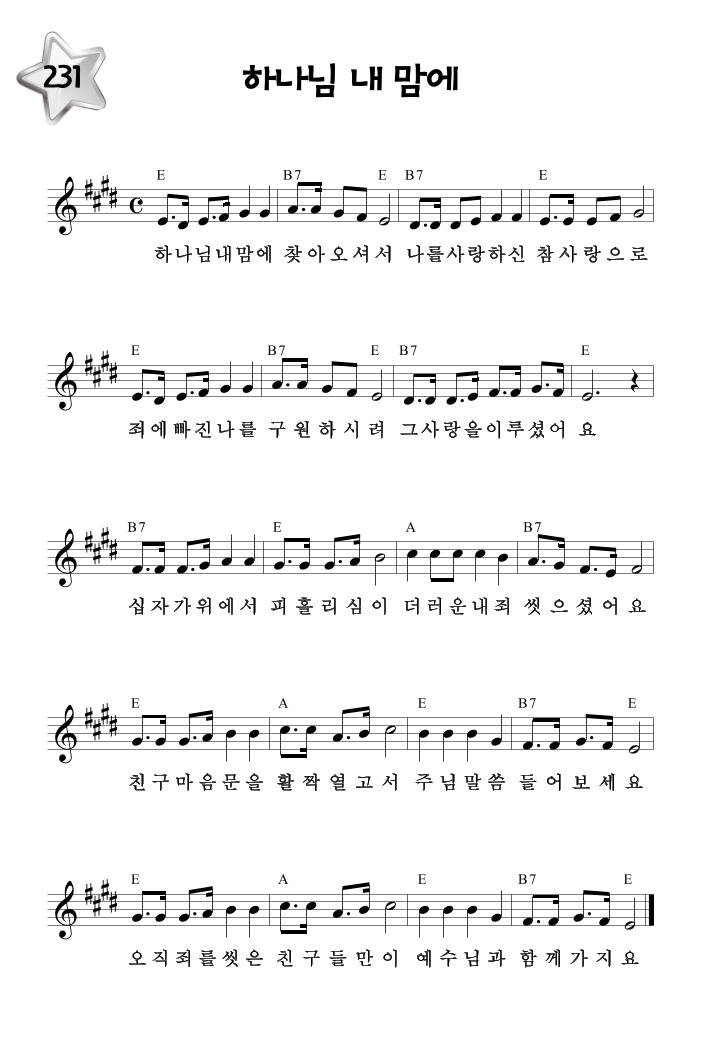 231
하나님 내 맘에
E B7 E B7 E
하나님내맘에 찾아오셔서 나를사랑하신 참사랑으로
E B7 E B7 E
죄에빠진나를 구원하시려 그사랑을이루셨어요
B7 E A B7
십자가위에서 피흘리심이 더러운내죄 씻으셨어요
E A E B7 E
친구마음문을 활짝열고서 주님말씀 들어보세요
E A E B7 E
오직죄를씻은 친구들만이 예수님과 함께가지요